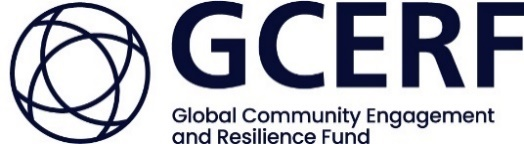 GCERF
Global Community Engagement
and Resilience Fund